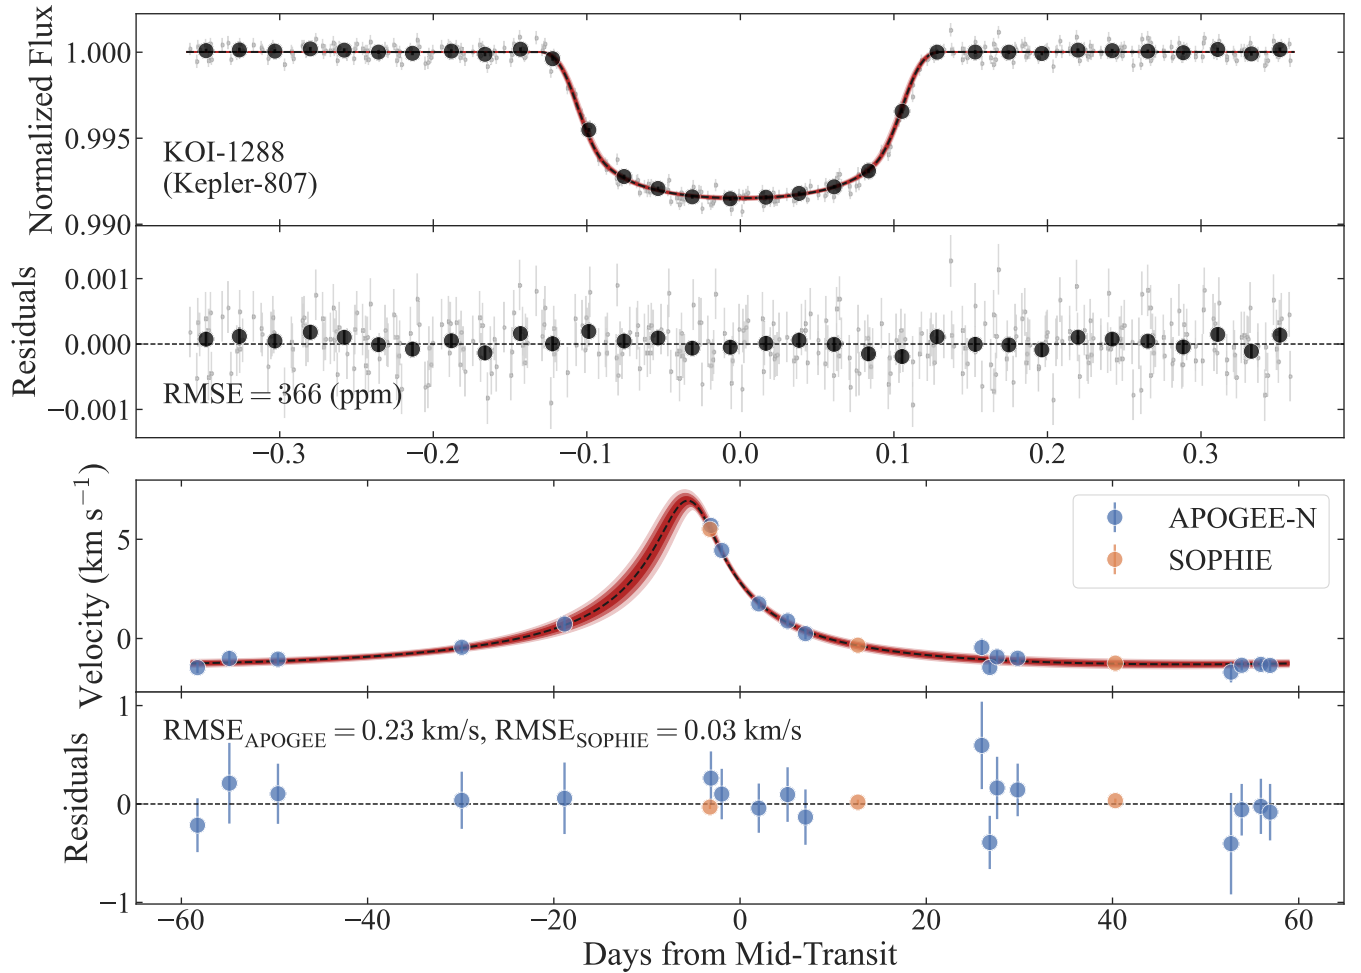 Normalized Flux
1.000
0.995
0.990
KOI-1288
(Kepler-807)
Residuals
0.001
0.000
−0.001
RMSE = 366 (ppm)
−0.3 −0.2 −0.1 0.0 0.1 0.2 0.3
Velocity (km s−1)
5
0
APOGEE-N
SOPHIE
Residuals
1
0
−1
RMSEAPOGEE = 0.23 km/s, RMSESOPHIE = 0.03 km/s
−60 −40 −20 0 20 40 60
Days from Mid-Transit